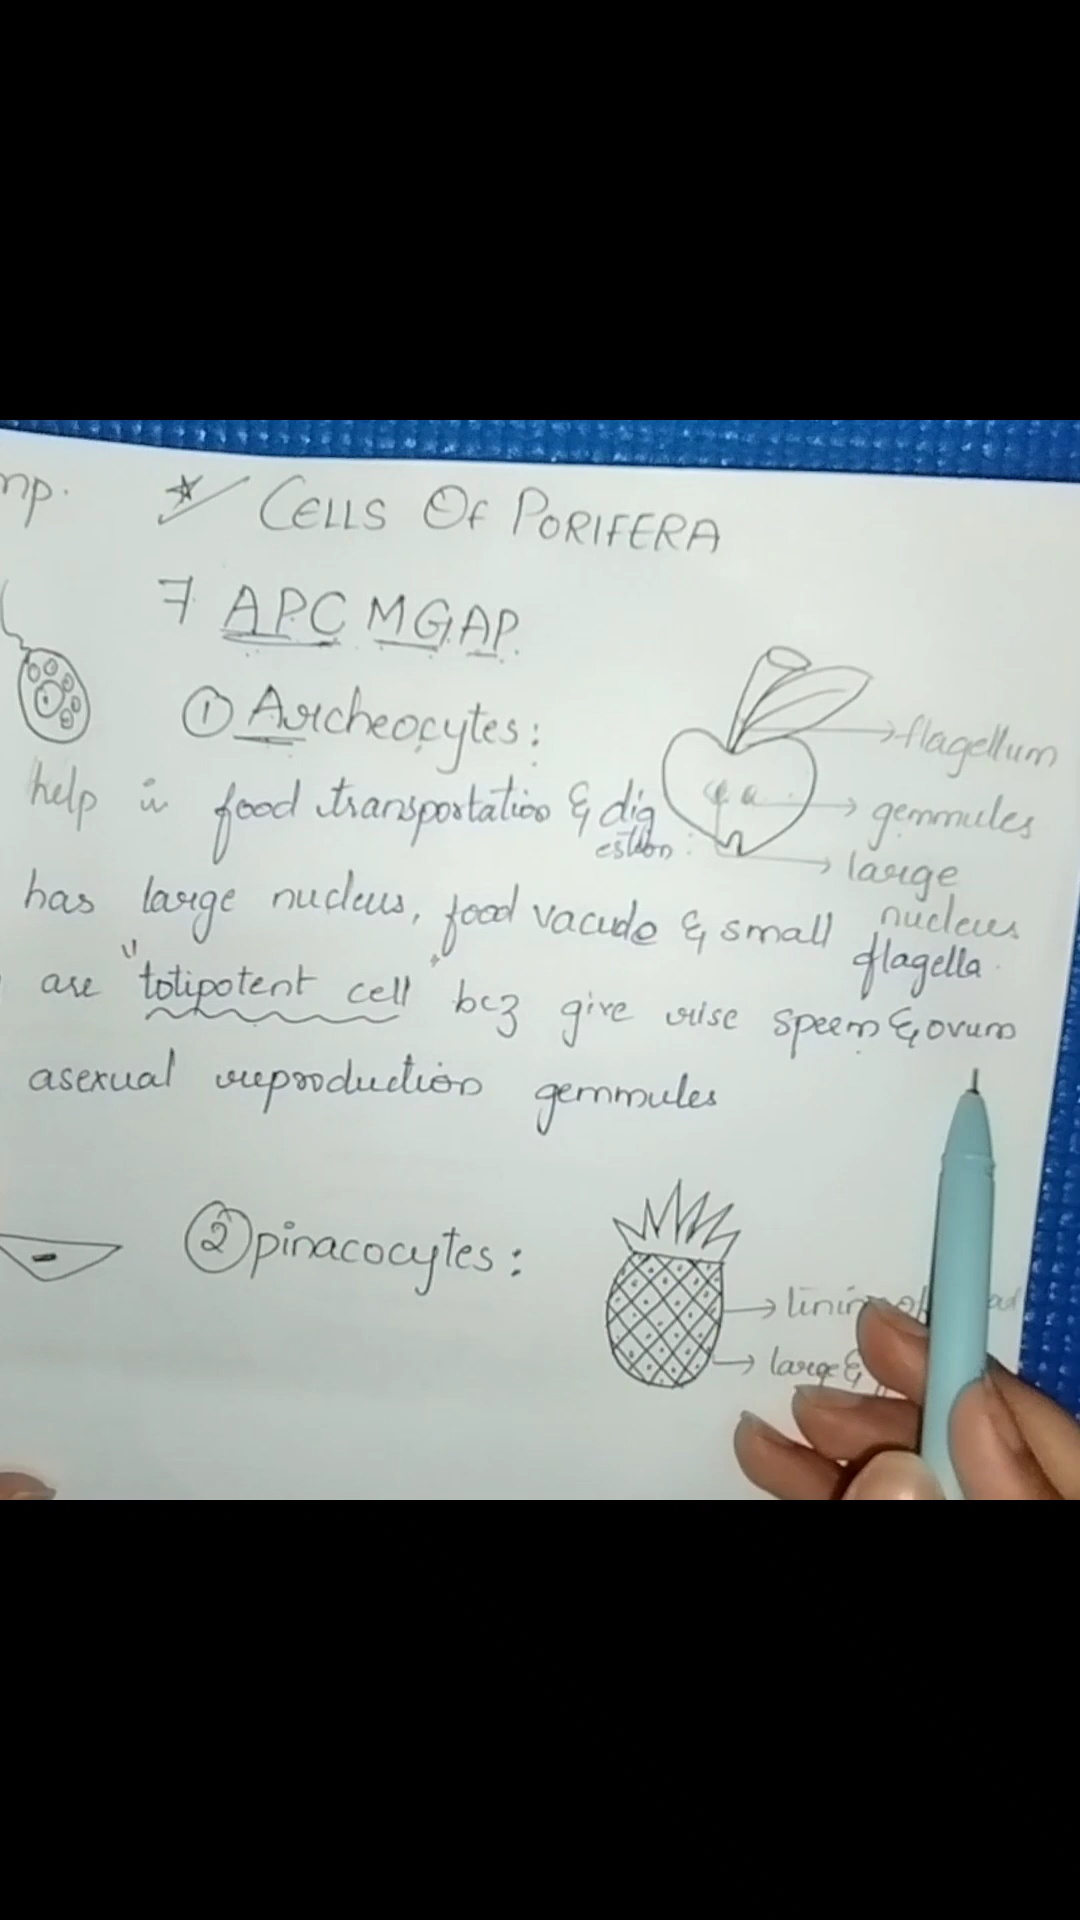 mp. CELLS OF PORIFERA
7 APC MGAP.
① Archeocytes:
flagellum
gemmules
large nucleus
help in food transportation & digestion:
has large nucleus, food vacuole & small flagella.
are "totipotent cell" bcz give rise sperm & ovum
asexual reproduction gemmules
② pinacocytes:
lining of
large &